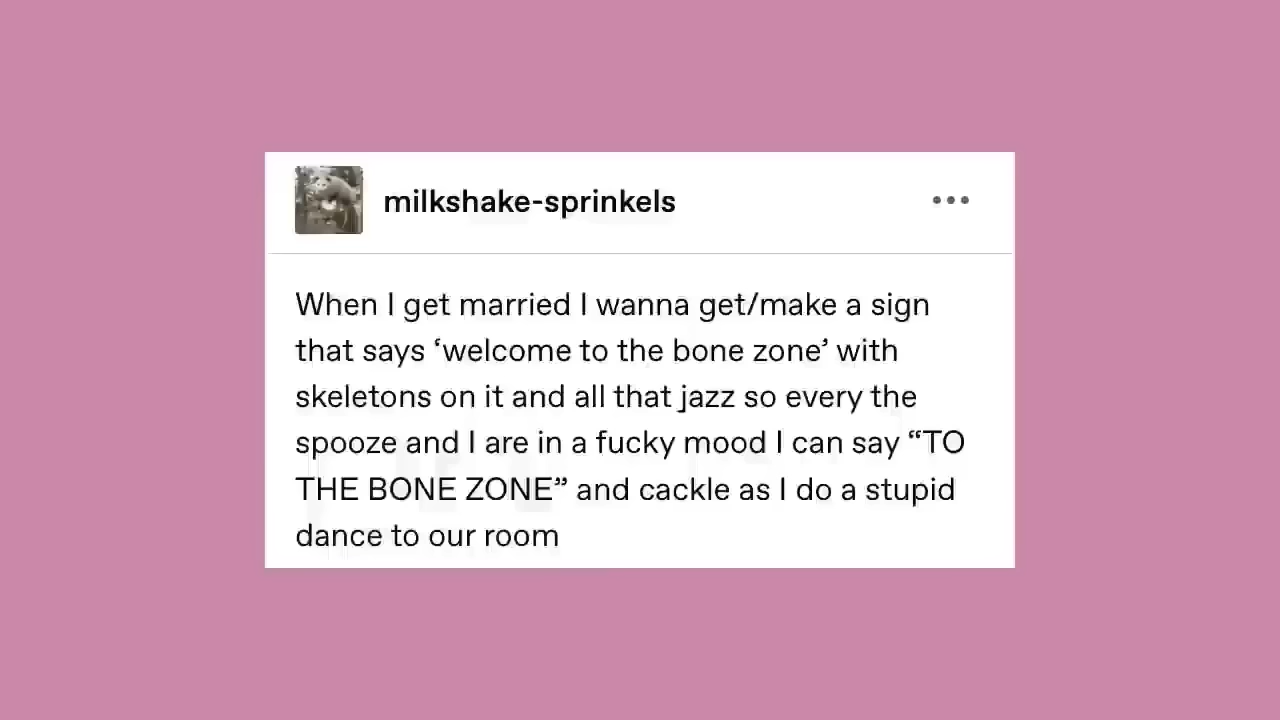 milkshake-sprinkels
When I get married I wanna get/make a sign
that says ‘welcome to the bone zone’ with
skeletons on it and all that jazz so every the
spooze and I are in a fucky mood I can say “TO
THE BONE ZONE” and cackle as I do a stupid
dance to our room